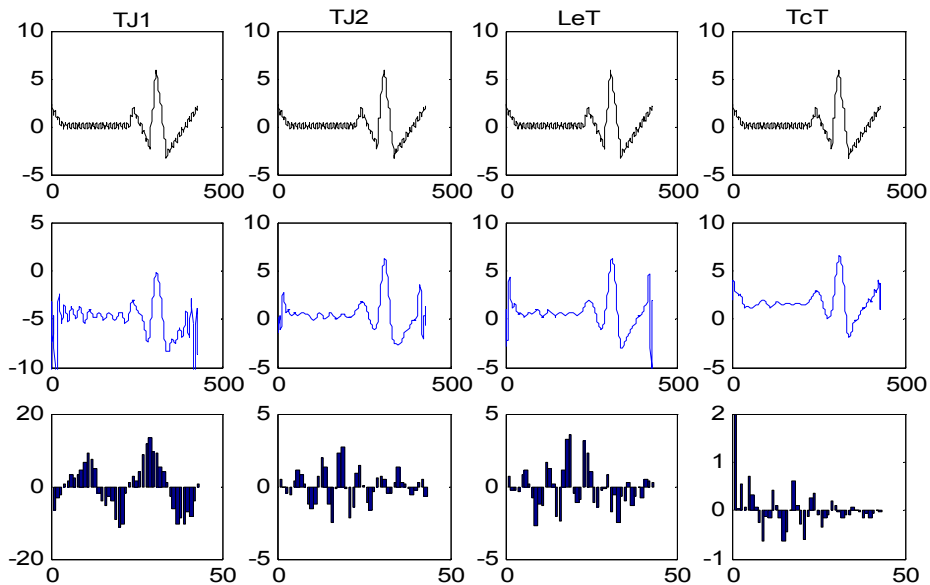 TJ1 TJ2 LeT TcT
10 10 10 10
5 5 5 5
0 0 0 0
-5 -5 -5 -5
0 500 0 500 0 500 0 500
5 10 10 10
0 5 5 5
-5 0 0 0
-10 -5 -5 -5
0 500 0 500 0 500 0 500
20 5 5 2
1
0 0 0 0
-20 -5 -5 -1
0 50 0 50 0 50 0 50